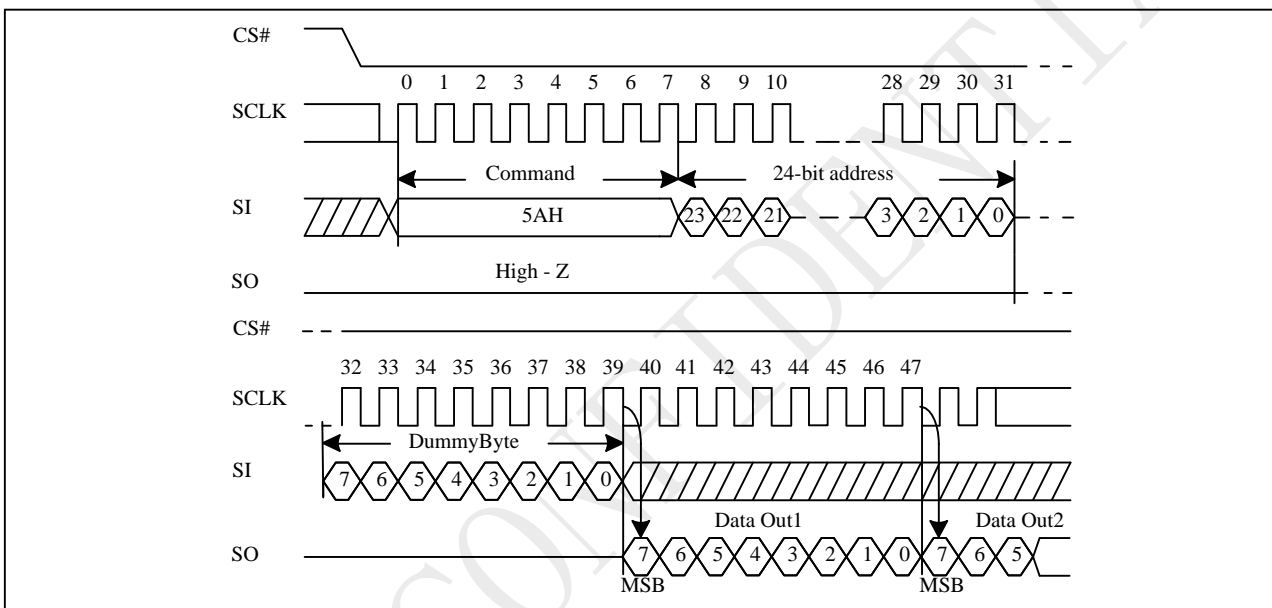 CS#
0 1 2 3 4 5 6 7 8 9 10 28 29 30 31
SCLK
Command 24-bit address
SI 5AH 23 22 21 3 2 1 0
High - Z
SO
CS#
32 33 34 35 36 37 38 39 40 41 42 43 44 45 46 47
SCLK
DummyByte
SI 7 6 5 4 3 2 1 0
Data Out1 Data Out2
SO 7 6 5 4 3 2 1 0 7 6 5
MSB MSB